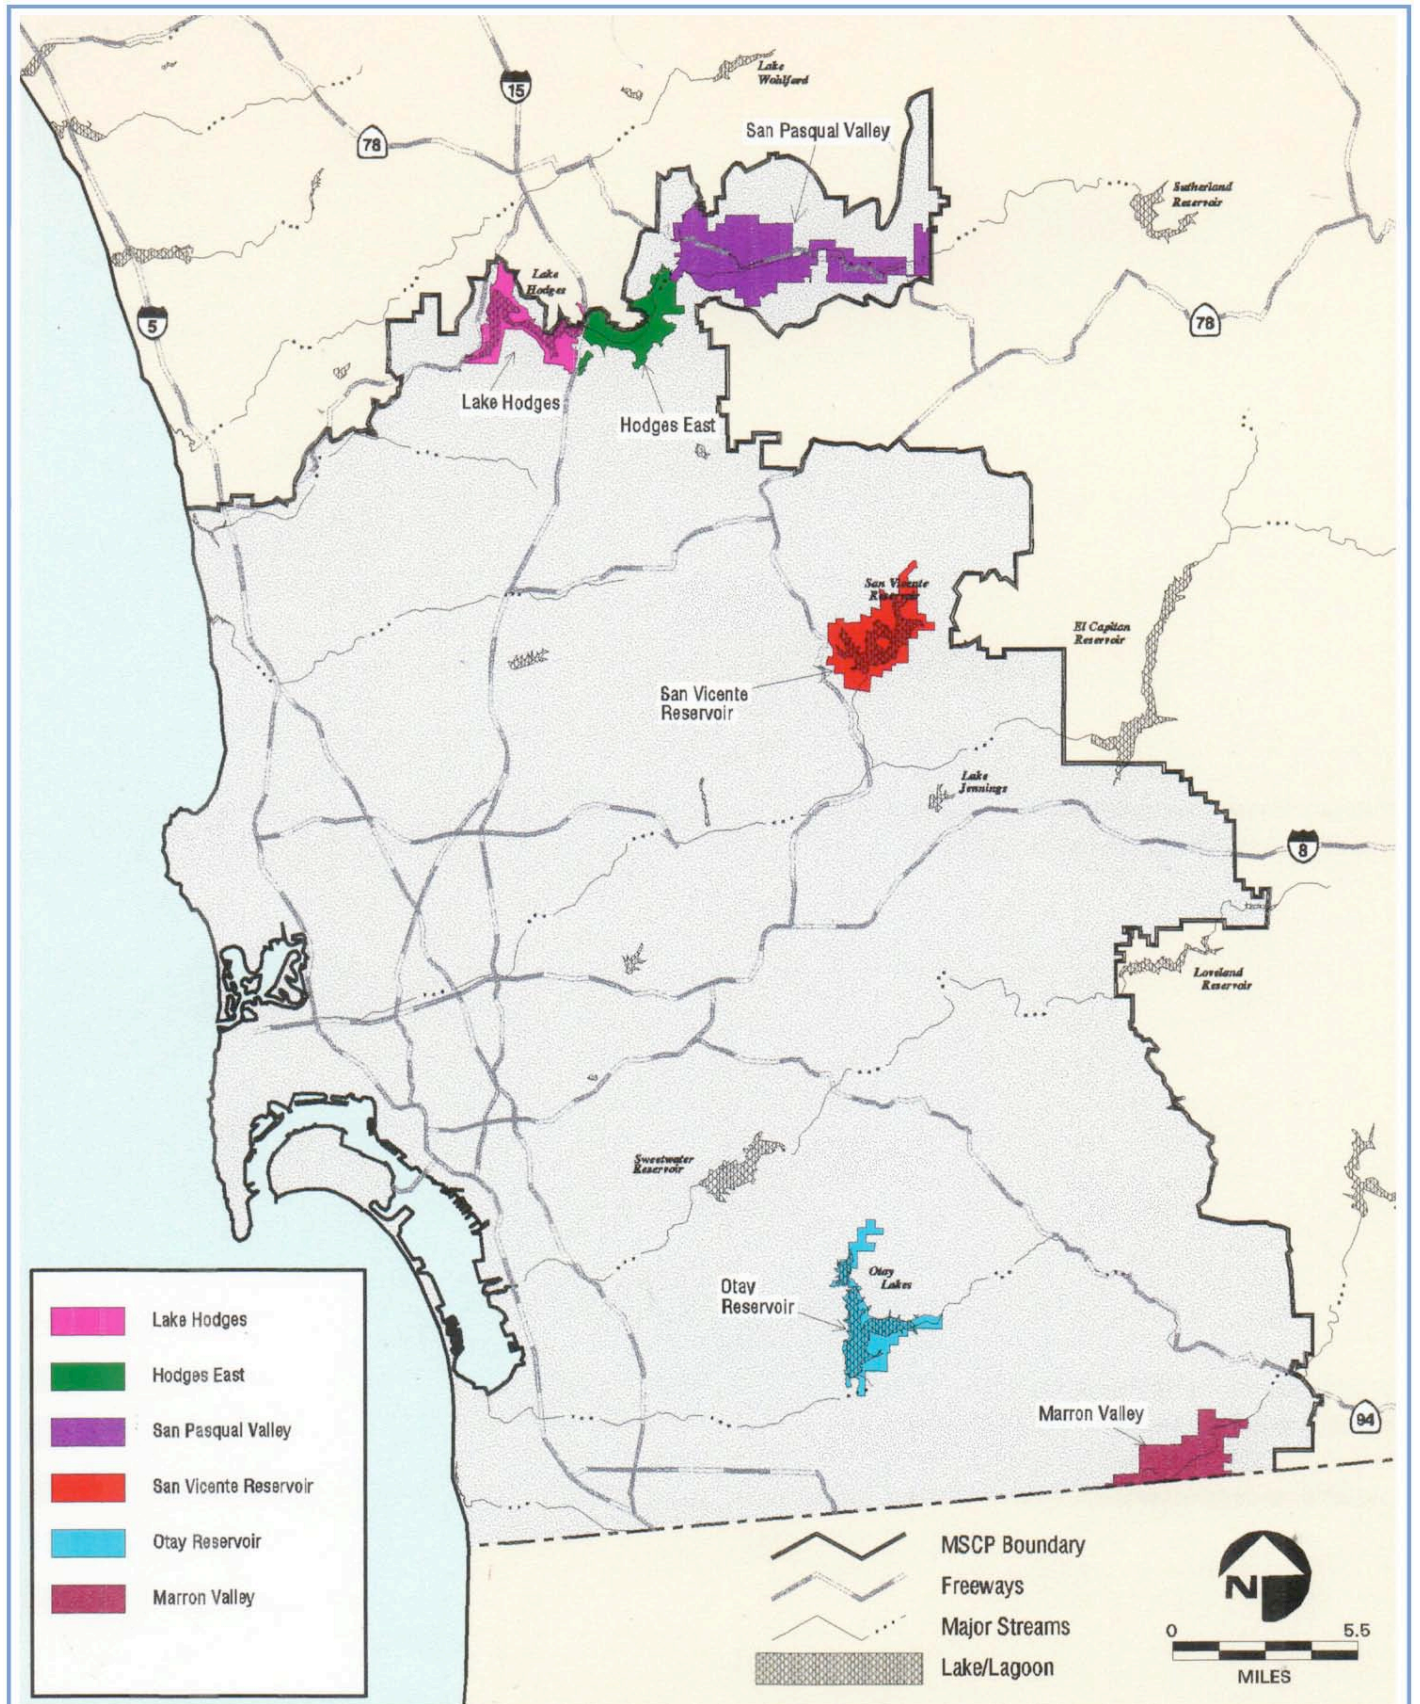 Lake
Wohlford
15
San Pasqual Valley
78
Sutherland
Reservoir
Lake
Hodges
5
78
Lake Hodges
Hodges East
San Vicente
Reservoir
El Capitan
Reservoir
San Vicente
Reservoir
Lake
Jennings
8
Loveland
Reservoir
Sweetwater
Reservoir
Otay
Lakes
Otay
Reservoir
Marron Valley
94
Lake Hodges
Hodges East
San Pasqual Valley
San Vicente Reservoir
Otay Reservoir
Marron Valley
MSCP Boundary
Freeways
Major Streams
Lake/Lagoon
N
0 5.5
MILES